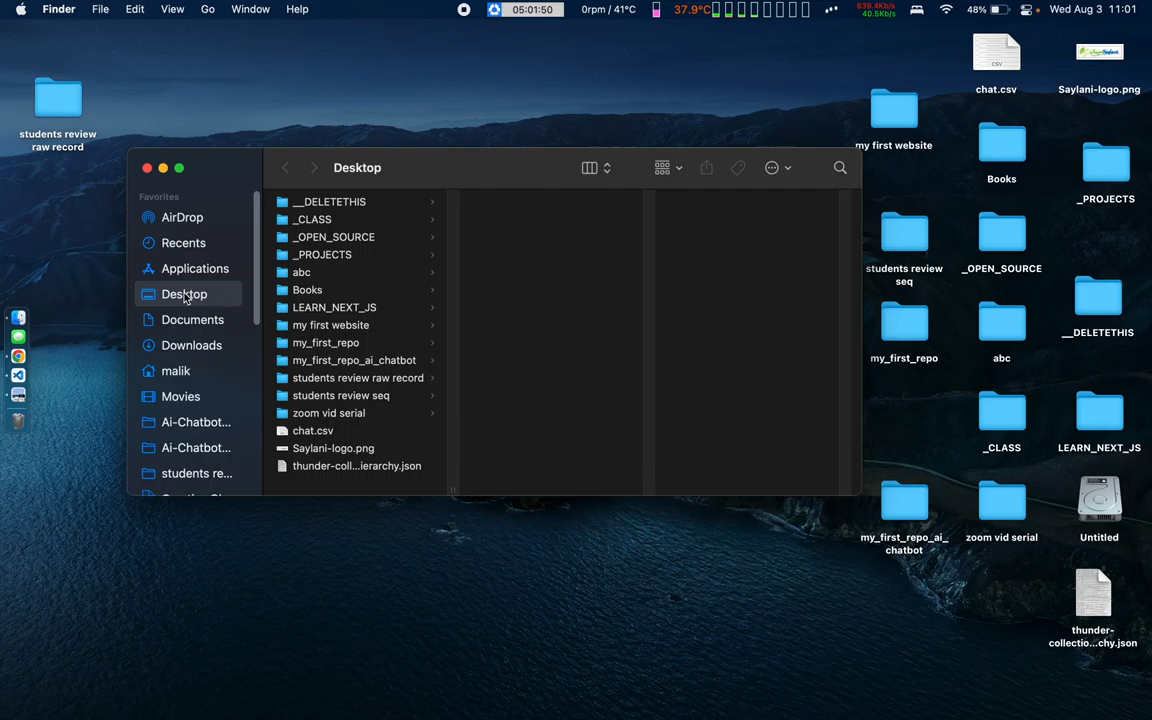 Finder File Edit View Go Window Help
05:01:50 0rpm / 41°C 37.9°C 639.4Kb/s 40.5Kb/s 48% Wed Aug 3 11:01
students review
raw record
my first website
chat.csv
CSV
Saylani-logo.png
Books
_PROJECTS
students review
seq
_OPEN_SOURCE
__DELETETHIS
my_first_repo
abc
_CLASS
LEARN_NEXT_JS
my_first_repo_ai_
chatbot
zoom vid serial
Untitled
thunder-
collectio...chy.json
Desktop
Favorites
AirDrop
Recents
Applications
Desktop
Documents
Downloads
malik
Movies
Ai-Chatbot...
Ai-Chatbot...
students re...
__DELETETHIS
_CLASS
_OPEN_SOURCE
_PROJECTS
abc
Books
LEARN_NEXT_JS
my first website
my_first_repo
my_first_repo_ai_chatbot
students review raw record
students review seq
zoom vid serial
chat.csv
Saylani-logo.png
thunder-coll...ierarchy.json